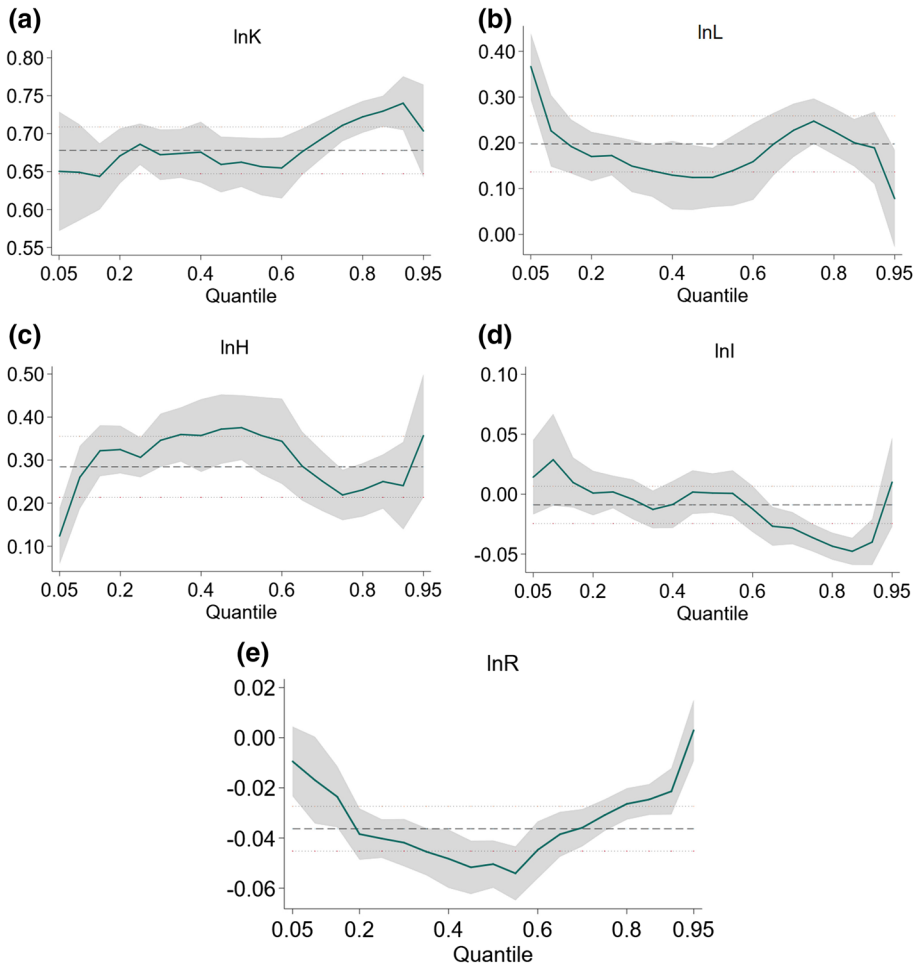 (a)
lnK
0.80
0.75
0.70
0.65
0.60
0.55
0.05 0.2 0.4 0.6 0.8 0.95
Quantile
(b)
lnL
0.40
0.30
0.20
0.10
0.00
0.05 0.2 0.4 0.6 0.8 0.95
Quantile
(c)
lnH
0.50
0.40
0.30
0.20
0.10
0.05 0.2 0.4 0.6 0.8 0.95
Quantile
(d)
lnI
0.10
0.05
0.00
-0.05
0.05 0.2 0.4 0.6 0.8 0.95
Quantile
(e)
lnR
0.02
0.00
-0.02
-0.04
-0.06
0.05 0.2 0.4 0.6 0.8 0.95
Quantile